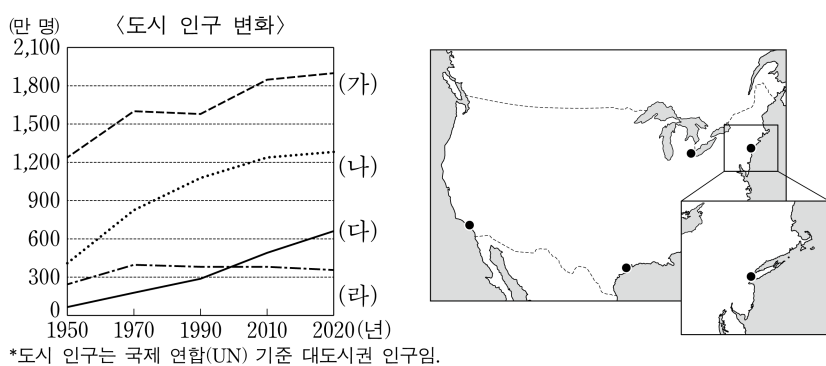 (만 명)
〈도시 인구 변화〉
2,100
1,800
1,500
1,200
900
600
300
0
(가)
(나)
(다)
(라)
1950 1970 1990 2010 2020(년)
*도시 인구는 국제 연합(UN) 기준 대도시권 인구임.